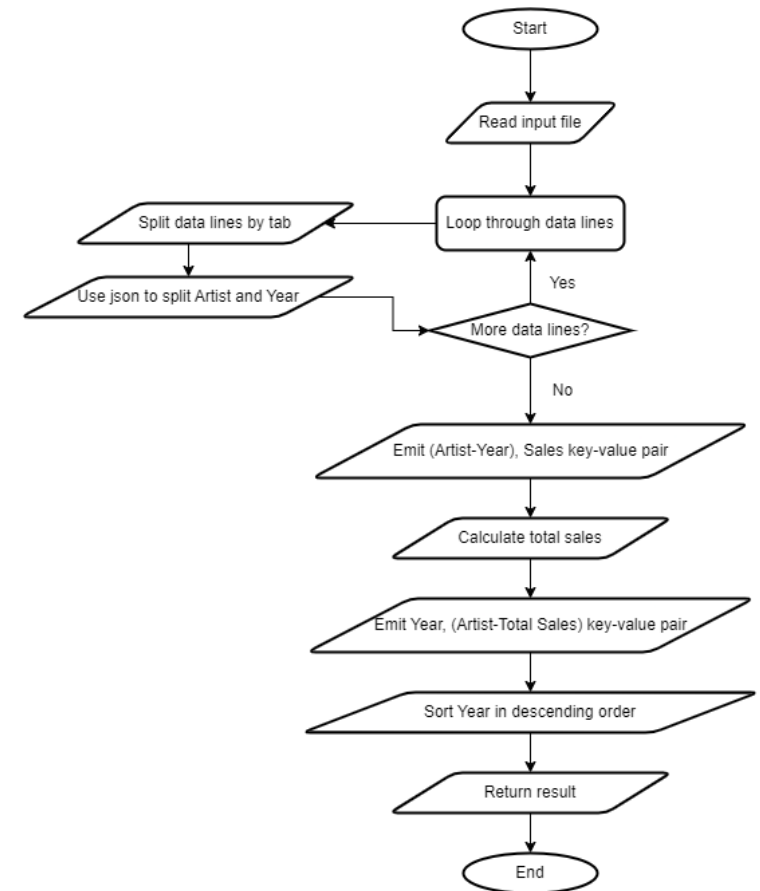 Start
Read input file
Loop through data lines
Split data lines by tab
Use json to split Artist and Year
Yes
More data lines?
No
Emit (Artist-Year), Sales key-value pair
Calculate total sales
Emit Year, (Artist-Total Sales) key-value pair
Sort Year in descending order
Return result
End